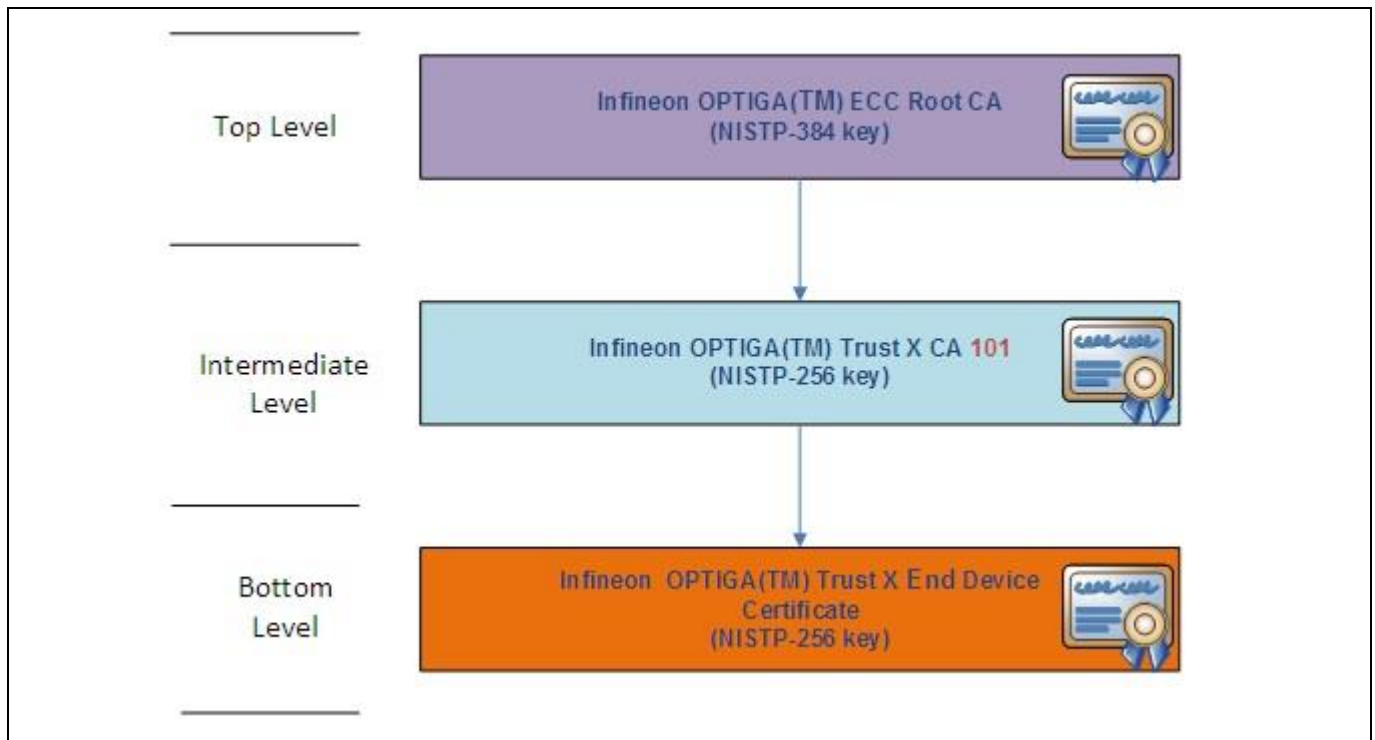 Top Level
Infineon OPTIGA(TM) ECC Root CA
(NISTP-384 key)
Intermediate
Level
Infineon OPTIGA(TM) Trust X CA 101
(NISTP-256 key)
Bottom
Level
Infineon OPTIGA(TM) Trust X End Device
Certificate
(NISTP-256 key)